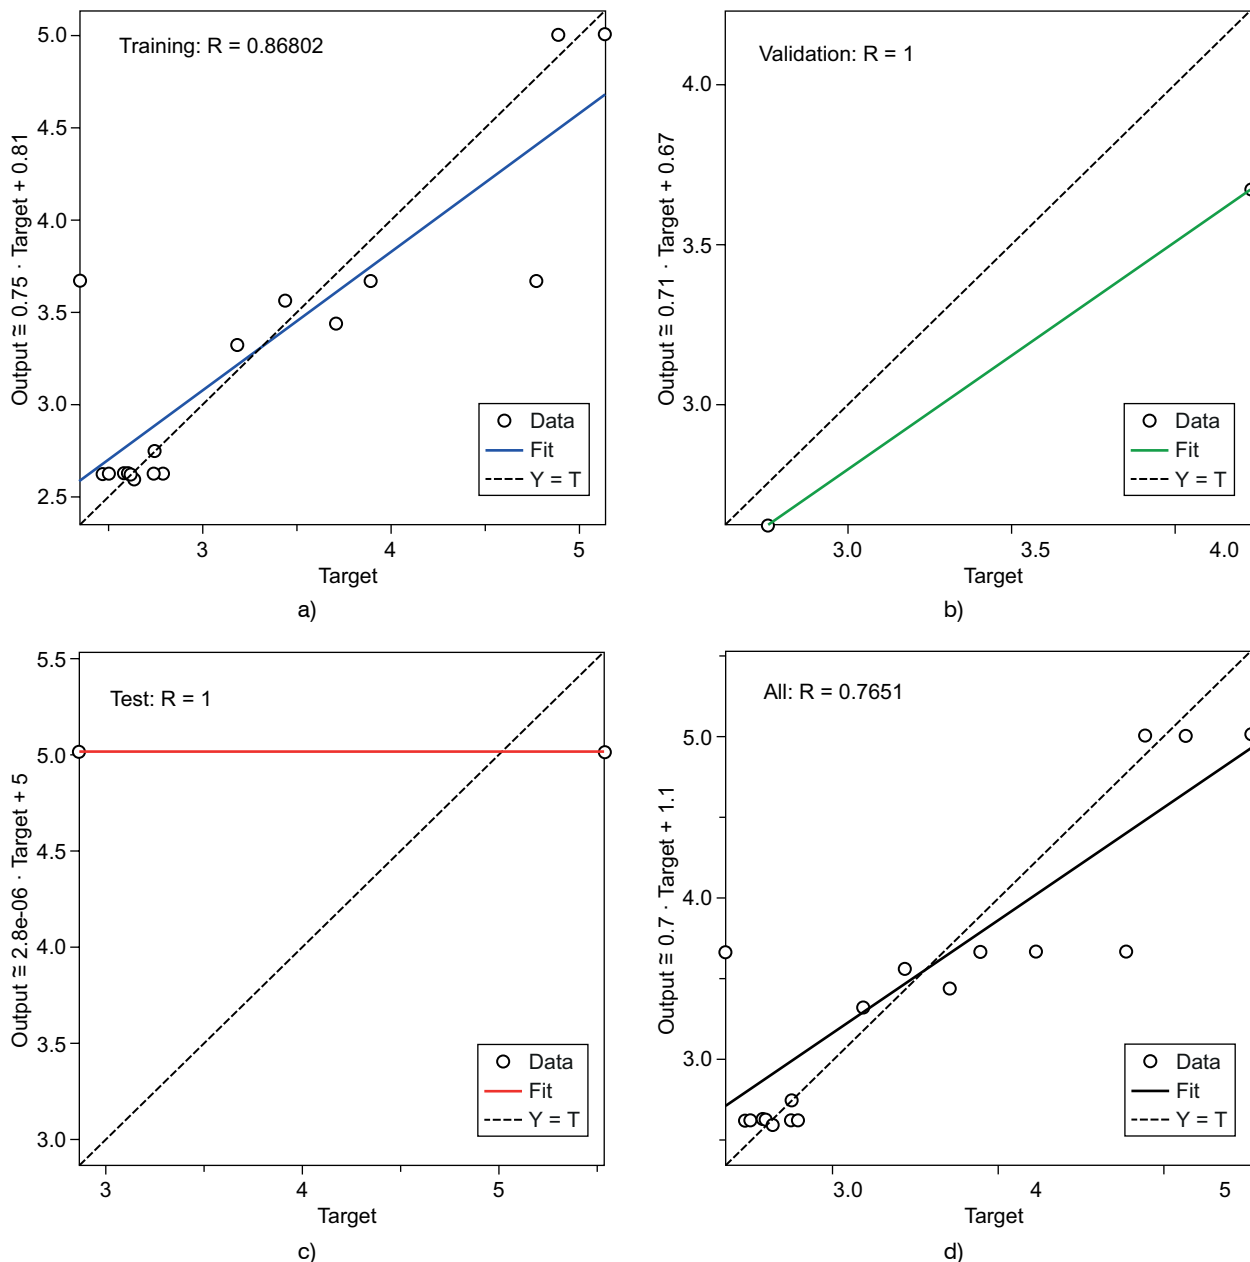 Training: R = 0.86802
Output ≅ 0.75 · Target + 0.81
5.0
4.5
4.0
3.5
3.0
2.5
Data
Fit
Y = T
3
4
5
Target
a)
Validation: R = 1
Output ≅ 0.71 · Target + 0.67
4.0
3.5
3.0
Data
Fit
Y = T
3.0
3.5
4.0
Target
b)
Test: R = 1
Output ≅ 2.8e-06 · Target + 5
5.5
5.0
4.5
4.0
3.5
3.0
Data
Fit
Y = T
3
4
5
Target
c)
All: R = 0.7651
Output ≅ 0.7 · Target + 1.1
5.0
4.0
3.0
Data
Fit
Y = T
3.0
4
5
Target
d)